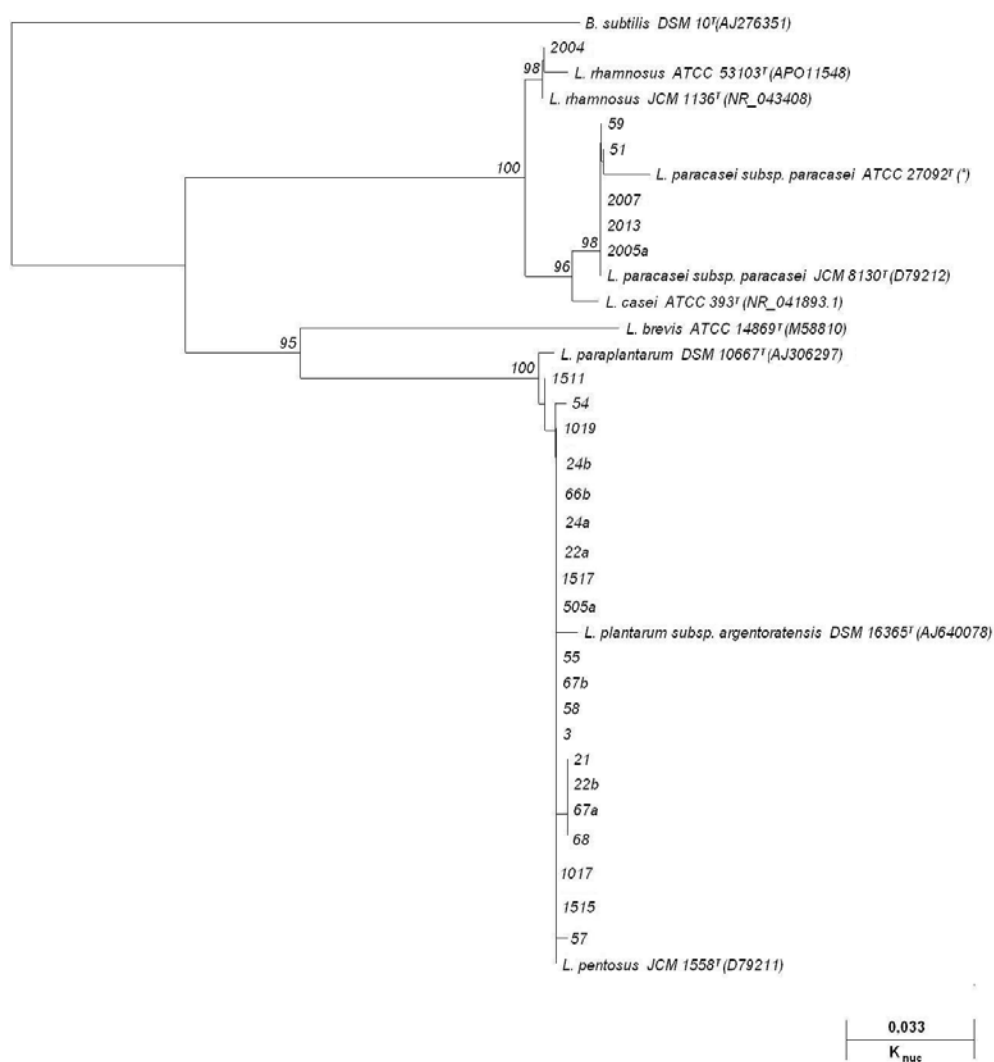 B. subtilis DSM 10ᵀ(AJ276351)
2004
98
L. rhamnosus ATCC 53103ᵀ(APO11548)
L. rhamnosus JCM 1136ᵀ(NR_043408)
59
51
100
L. paracasei subsp. paracasei ATCC 27092ᵀ(*)
2007
2013
98
2005a
96
L. paracasei subsp. paracasei JCM 8130ᵀ(D79212)
L. casei ATCC 393ᵀ(NR_041893.1)
L. brevis ATCC 14869ᵀ(M58810)
95
L. paraplantarum DSM 10667ᵀ(AJ306297)
100
1511
54
1019
24b
66b
24a
22a
1517
505a
L. plantarum subsp. argentoratensis DSM 16365ᵀ(AJ640078)
55
67b
58
3
21
22b
67a
68
1017
1515
57
L. pentosus JCM 1558ᵀ(D79211)
0,033
K nuc